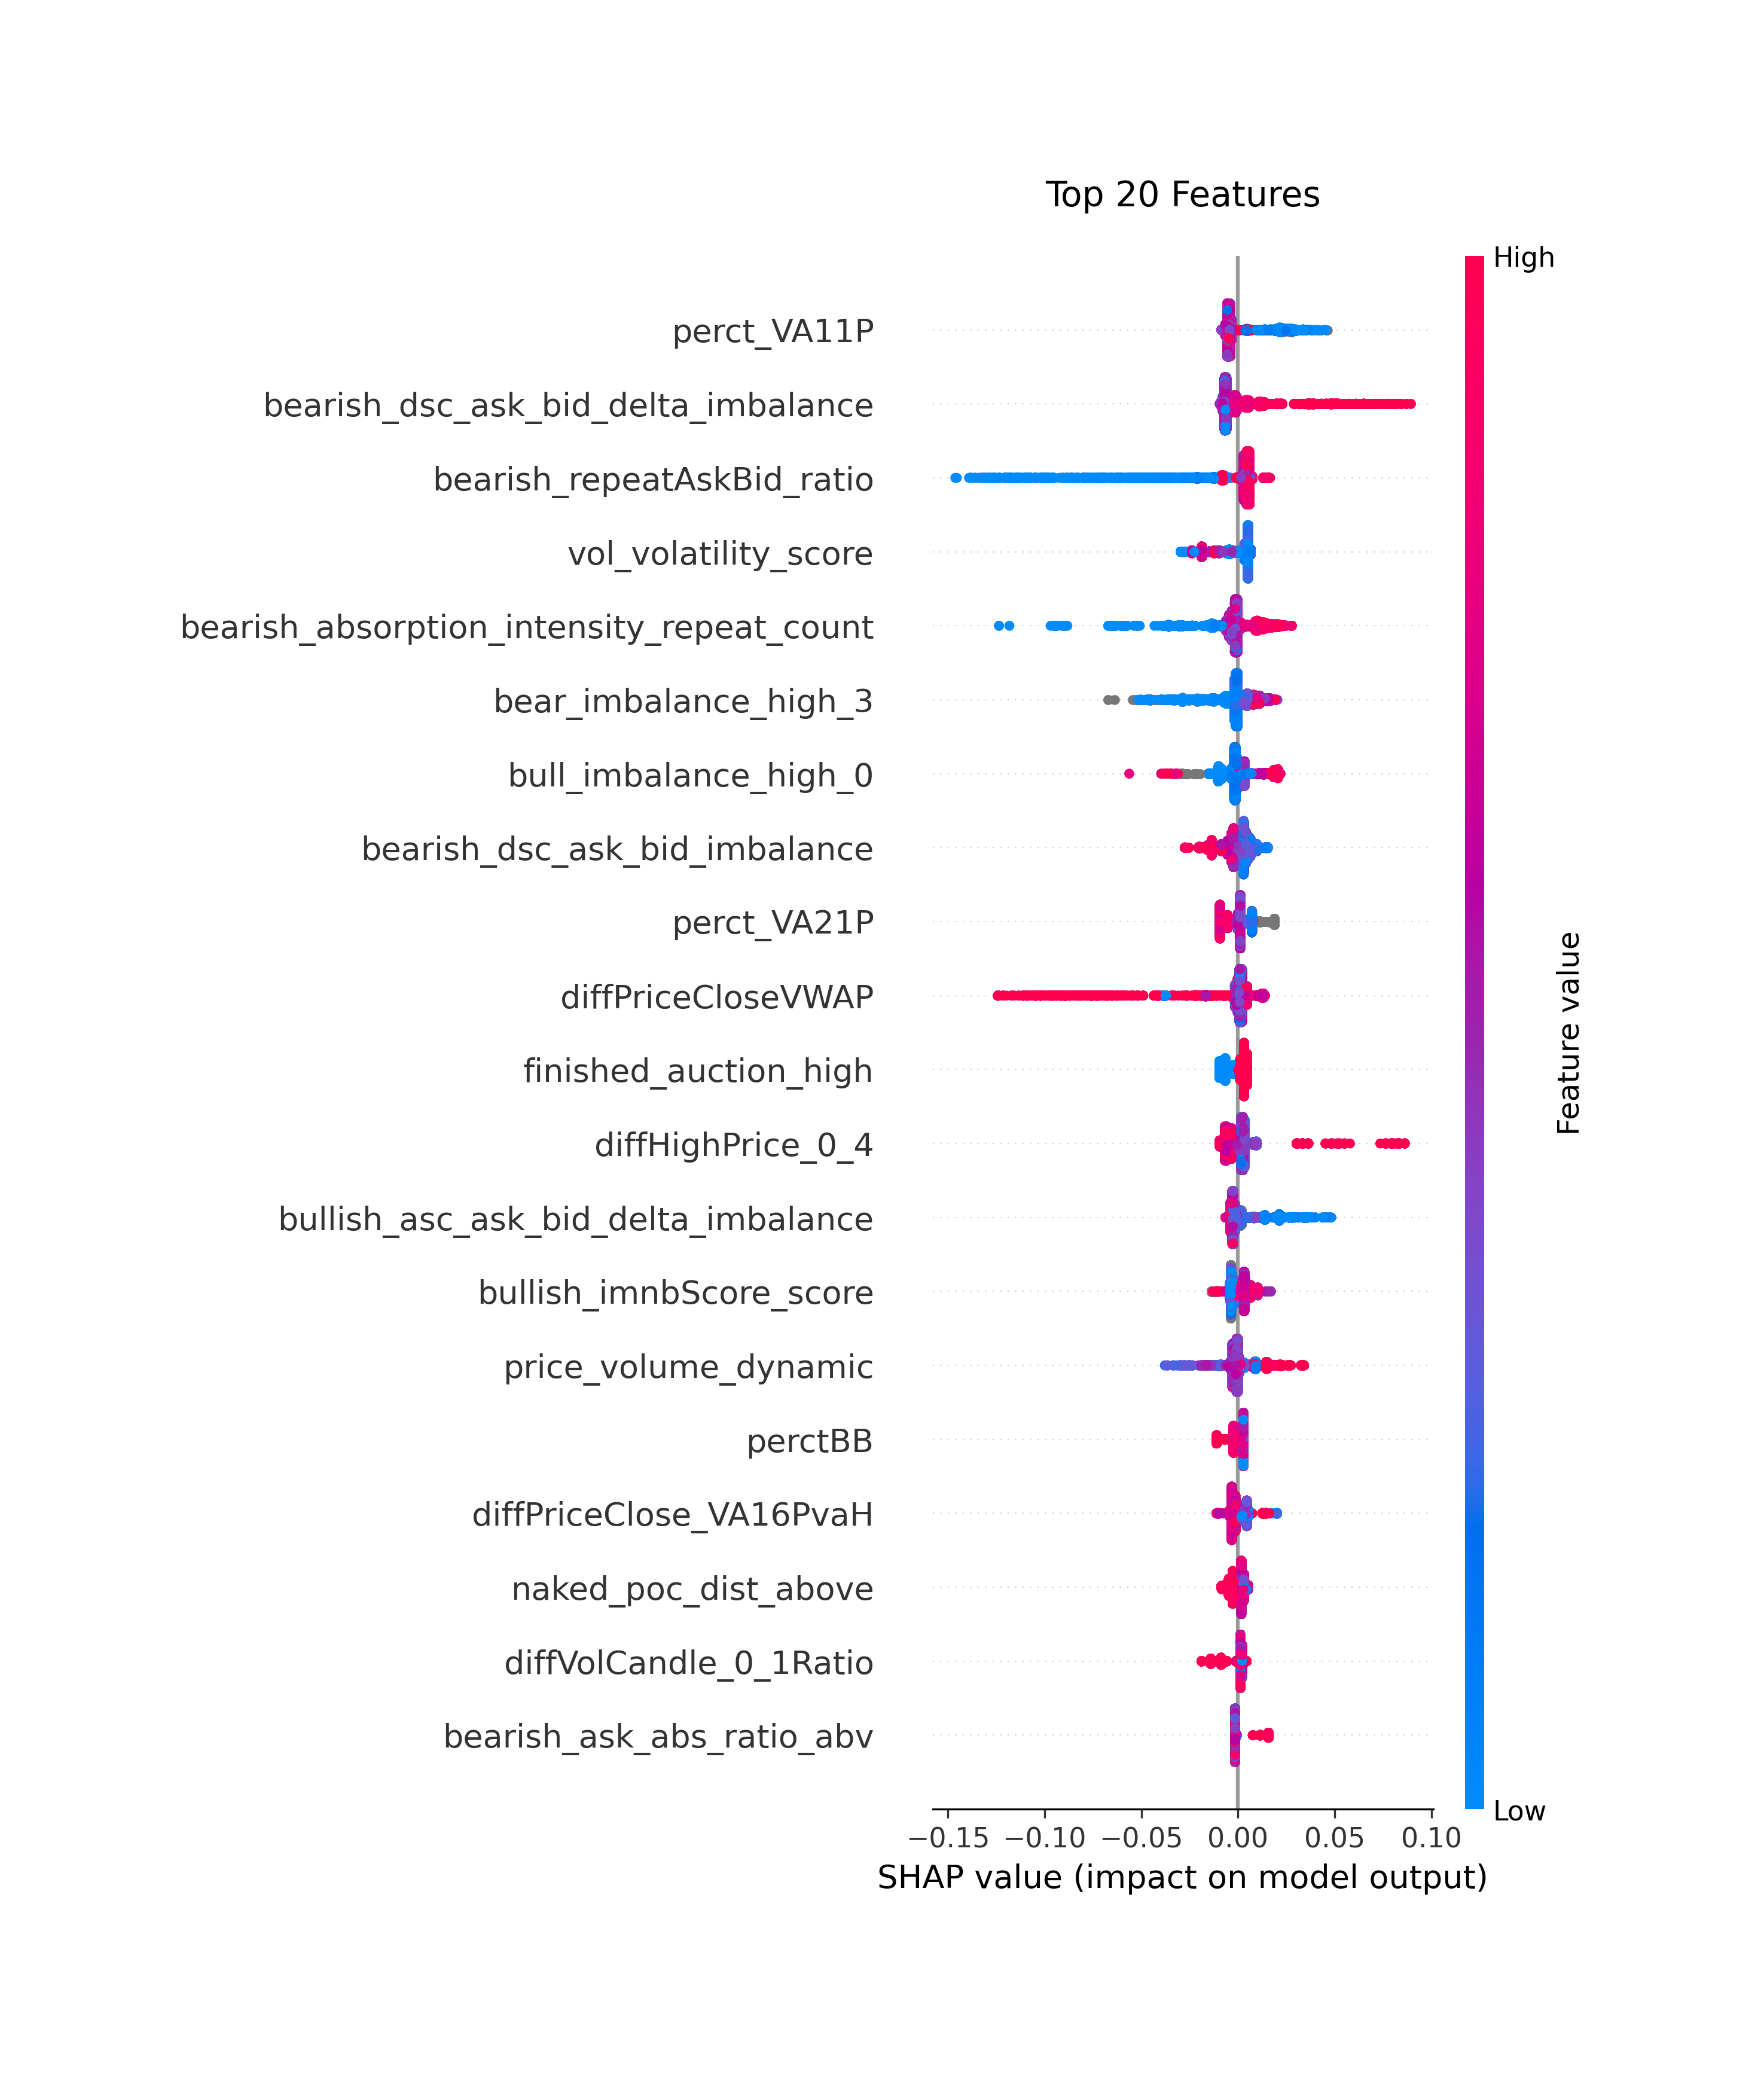 Top 20 Features
High
perct_VA11P
bearish_dsc_ask_bid_delta_imbalance
bearish_repeatAskBid_ratio
vol_volatility_score
bearish_absorption_intensity_repeat_count
bear_imbalance_high_3
bull_imbalance_high_0
bearish_dsc_ask_bid_imbalance
perct_VA21P
diffPriceCloseVWAP
finished_auction_high
diffHighPrice_0_4
bullish_asc_ask_bid_delta_imbalance
bullish_imnbScore_score
price_volume_dynamic
perctBB
diffPriceClose_VA16PvaH
naked_poc_dist_above
diffVolCandle_0_1Ratio
bearish_ask_abs_ratio_abv
Feature value
Low
−0.15 −0.10 −0.05 0.00 0.05 0.10
SHAP value (impact on model output)